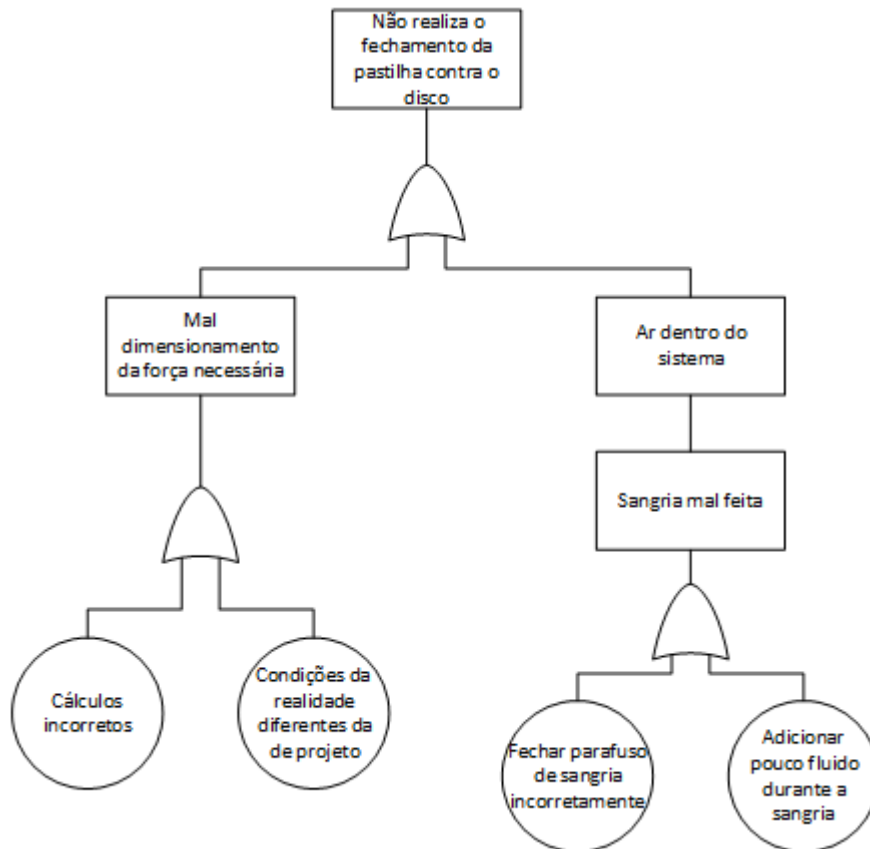 Não realiza o
fechamento da
pastilha contra o
disco
Mal
dimensionamento
da força necessária
Ar dentro do
sistema
Sangria mal feita
Cálculos
incorretos
Condições da
realidade
diferentes da
de projeto
Fechar parafuso
de sangria
incorretamente
Adicionar
pouco fluido
durante a
sangria